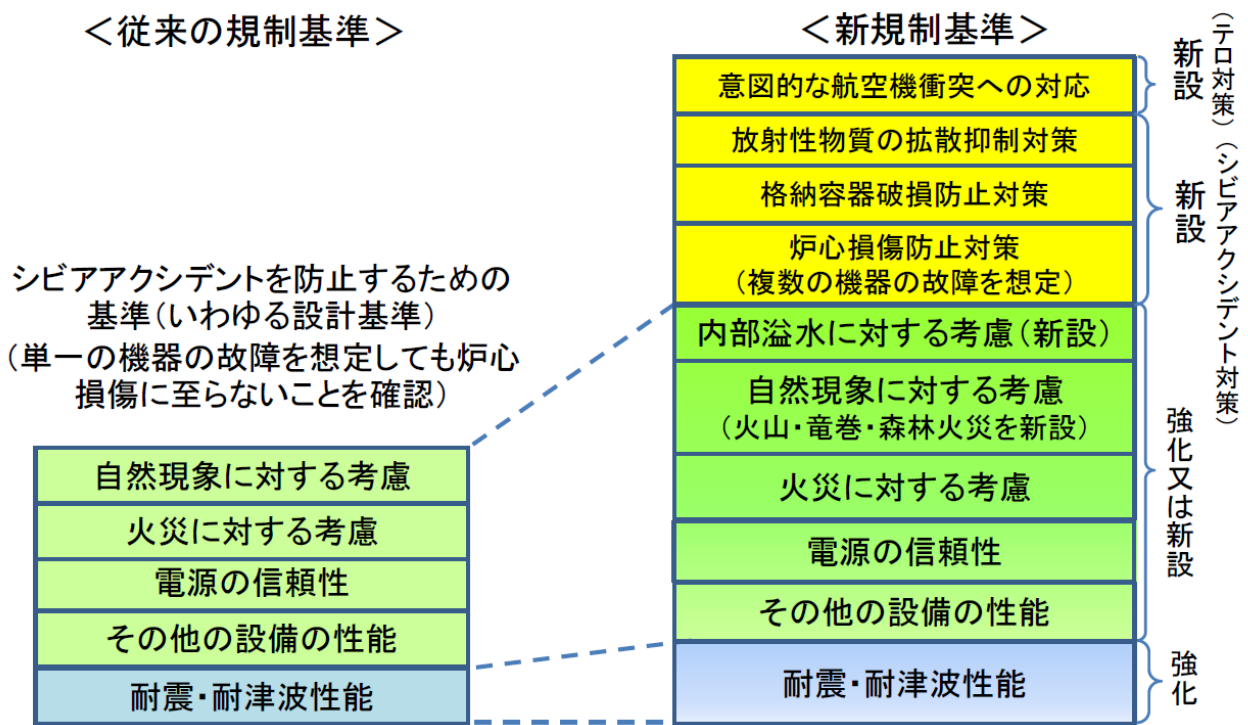 <従来の規制基準>
シビアアクシデントを防止するための
基準(いわゆる設計基準)
(単一の機器の故障を想定しても炉心
損傷に至らないことを確認)
自然現象に対する考慮
火災に対する考慮
電源の信頼性
その他の設備の性能
耐震・耐津波性能
<新規制基準>
意図的な航空機衝突への対応
放射性物質の拡散抑制対策
格納容器破損防止対策
炉心損傷防止対策
(複数の機器の故障を想定)
内部溢水に対する考慮(新設)
自然現象に対する考慮
(火山・竜巻・森林火災を新設)
火災に対する考慮
電源の信頼性
その他の設備の性能
耐震・耐津波性能
新設
(テロ対策)
新設
(シビアアクシデント対策)
強化又は新設
強化